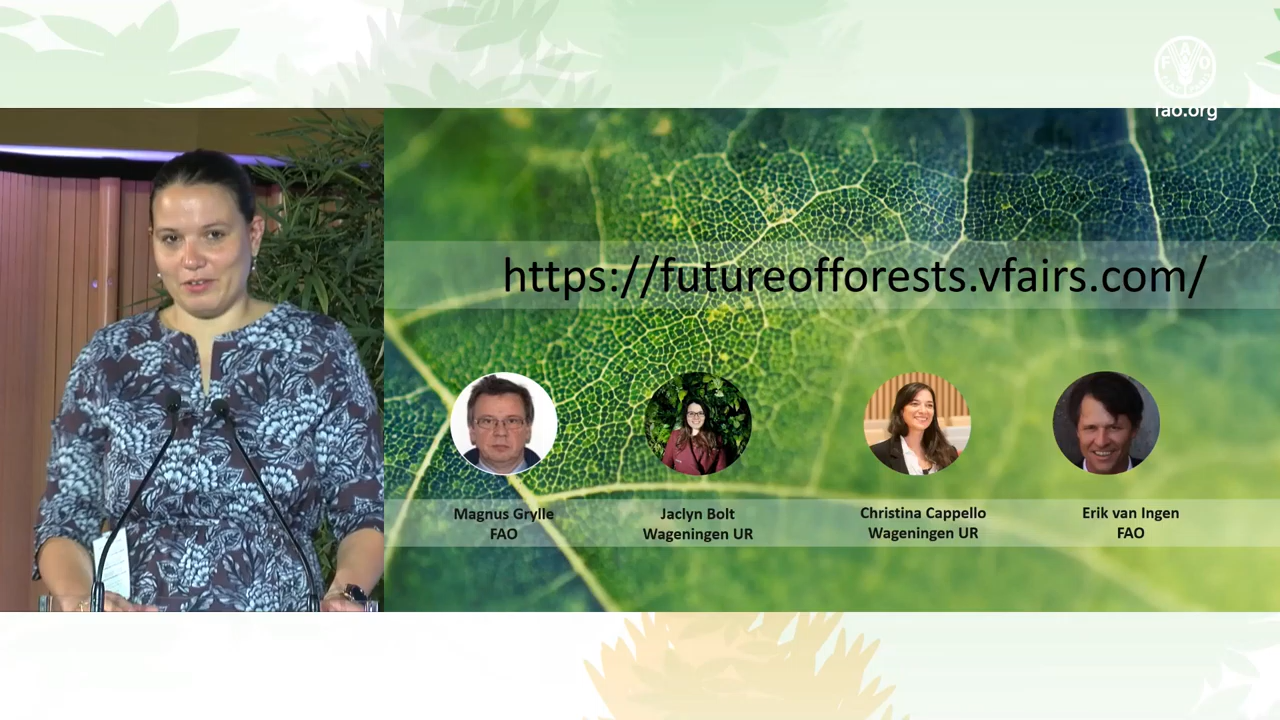 F A O
fao.org
https://futureofforests.vfairs.com/
Magnus Grylle
FAO
Jaclyn Bolt
Wageningen UR
Christina Cappello
Wageningen UR
Erik van Ingen
FAO